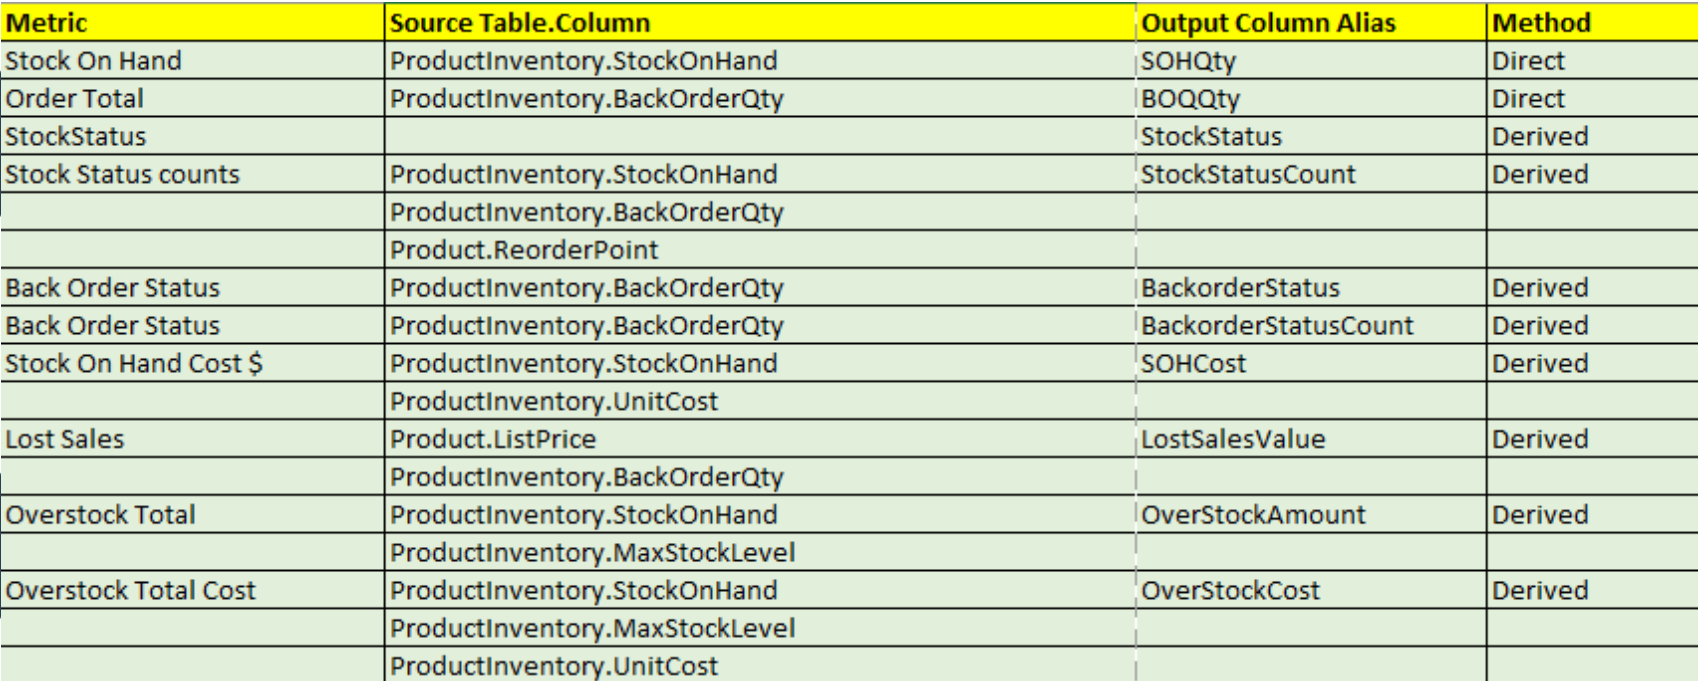 Metric Source Table.Column Output Column Alias Method
Stock On Hand ProductInventory.StockOnHand SOHQty Direct
Order Total ProductInventory.BackOrderQty BOQQty Direct
StockStatus StockStatus Derived
Stock Status counts ProductInventory.StockOnHand StockStatusCount Derived
ProductInventory.BackOrderQty
Product.ReorderPoint
Back Order Status ProductInventory.BackOrderQty BackorderStatus Derived
Back Order Status ProductInventory.BackOrderQty BackorderStatusCount Derived
Stock On Hand Cost $ ProductInventory.StockOnHand SOHCost Derived
ProductInventory.UnitCost
Lost Sales Product.ListPrice LostSalesValue Derived
ProductInventory.BackOrderQty
Overstock Total ProductInventory.StockOnHand OverStockAmount Derived
ProductInventory.MaxStockLevel
Overstock Total Cost ProductInventory.StockOnHand OverStockCost Derived
ProductInventory.MaxStockLevel
ProductInventory.UnitCost